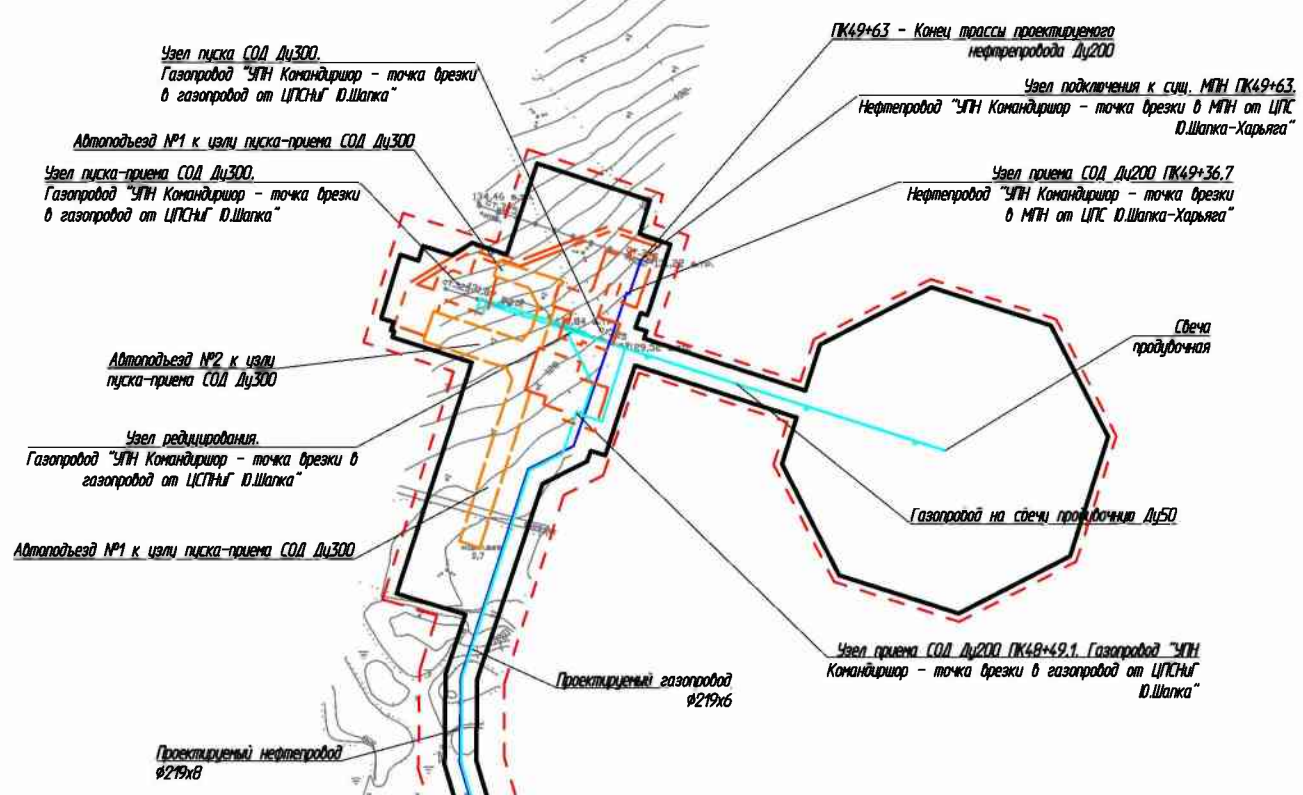 Узел пуска СОД Ду300.
Газопровод "УПН Командиршор - точка врезки
в газопровод от ЦПСНиГ Ю.Шапка"
Автоподъезд №1 к узлу пуска-приема СОД Ду300
Узел пуска-приема СОД Ду300.
Газопровод "УПН Командиршор - точка врезки
в газопровод от ЦПСНиГ Ю.Шапка"
Автоподъезд №2 к узлу
пуска-приема СОД Ду300
Узел редуцирования.
Газопровод "УПН Командиршор - точка врезки в
газопровод от ЦСПНиГ Ю.Шапка"
Автоподъезд №1 к узлу пуска-приема СОД Ду300
Проектируемый нефтепровод
Ø219х8
Проектируемый газопровод
Ø219х6
ПК49+63 - Конец трассы проектируемого
нефтрепровода Ду200
Узел подключения к сущ. МПН ПК49+63.
Нефтепровод "УПН Командиршор - точка врезки в МПН от ЦПС
Ю.Шапка-Харьяга"
Узел приема СОД Ду200 ПК49+36,7
Нефтепровод "УПН Командиршор - точка врезки
в МПН от ЦПС Ю.Шапка-Харьяга"
Свеча
продувочная
Газопровод на свечу продувочную Ду50
Узел приема СОД Ду200 ПК48+49,1. Газопровод "УПН
Командиршор - точка врезки в газопровод от ЦПСНиГ
Ю.Шапка"